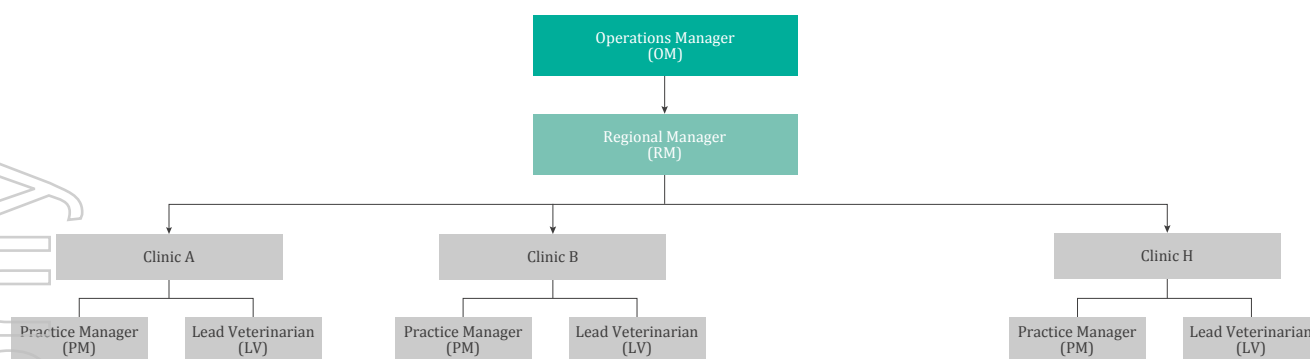 Operations Manager
(OM)
Regional Manager
(RM)
Clinic A
Clinic B
Clinic H
Practice Manager
(PM)
Lead Veterinarian
(LV)
Practice Manager
(PM)
Lead Veterinarian
(LV)
Practice Manager
(PM)
Lead Veterinarian
(LV)